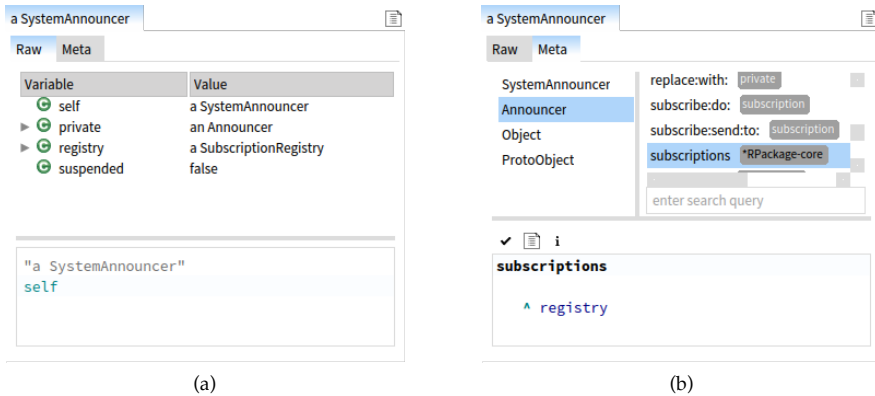 a SystemAnnouncer
Raw Meta
Variable Value
self a SystemAnnouncer
private an Announcer
registry a SubscriptionRegistry
suspended false
"a SystemAnnouncer"
self
(a)
a SystemAnnouncer
Raw Meta
SystemAnnouncer
Announcer
Object
ProtoObject
replace:with: private
subscribe:do: subscription
subscribe:send:to: subscription
subscriptions *RPackage-core
enter search query
i
subscriptions
^ registry
(b)